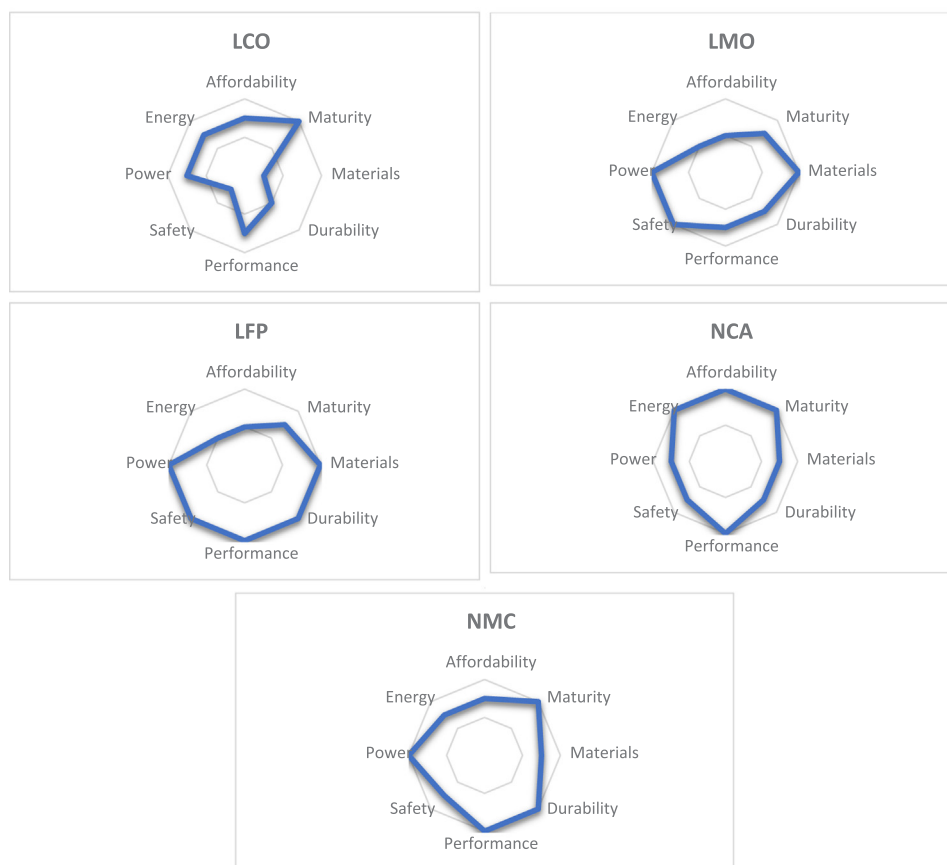 LCO
Affordability
Energy
Maturity
Power
Materials
Safety
Durability
Performance
LMO
Affordability
Energy
Maturity
Power
Materials
Safety
Durability
Performance
LFP
Affordability
Energy
Maturity
Power
Materials
Safety
Durability
Performance
NCA
Affordability
Energy
Maturity
Power
Materials
Safety
Durability
Performance
NMC
Affordability
Energy
Maturity
Power
Materials
Safety
Durability
Performance